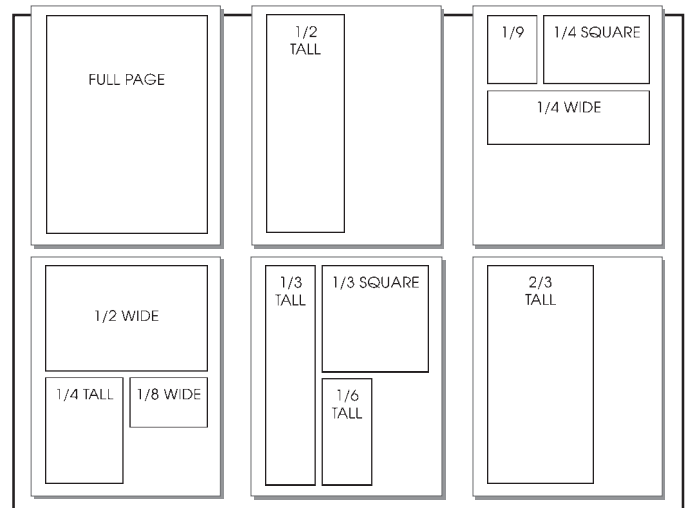 FULL PAGE
1/2
TALL
1/9
1/4 SQUARE
1/4 WIDE
1/2 WIDE
1/4 TALL
1/8 WIDE
1/3
TALL
1/3 SQUARE
1/6
TALL
2/3
TALL